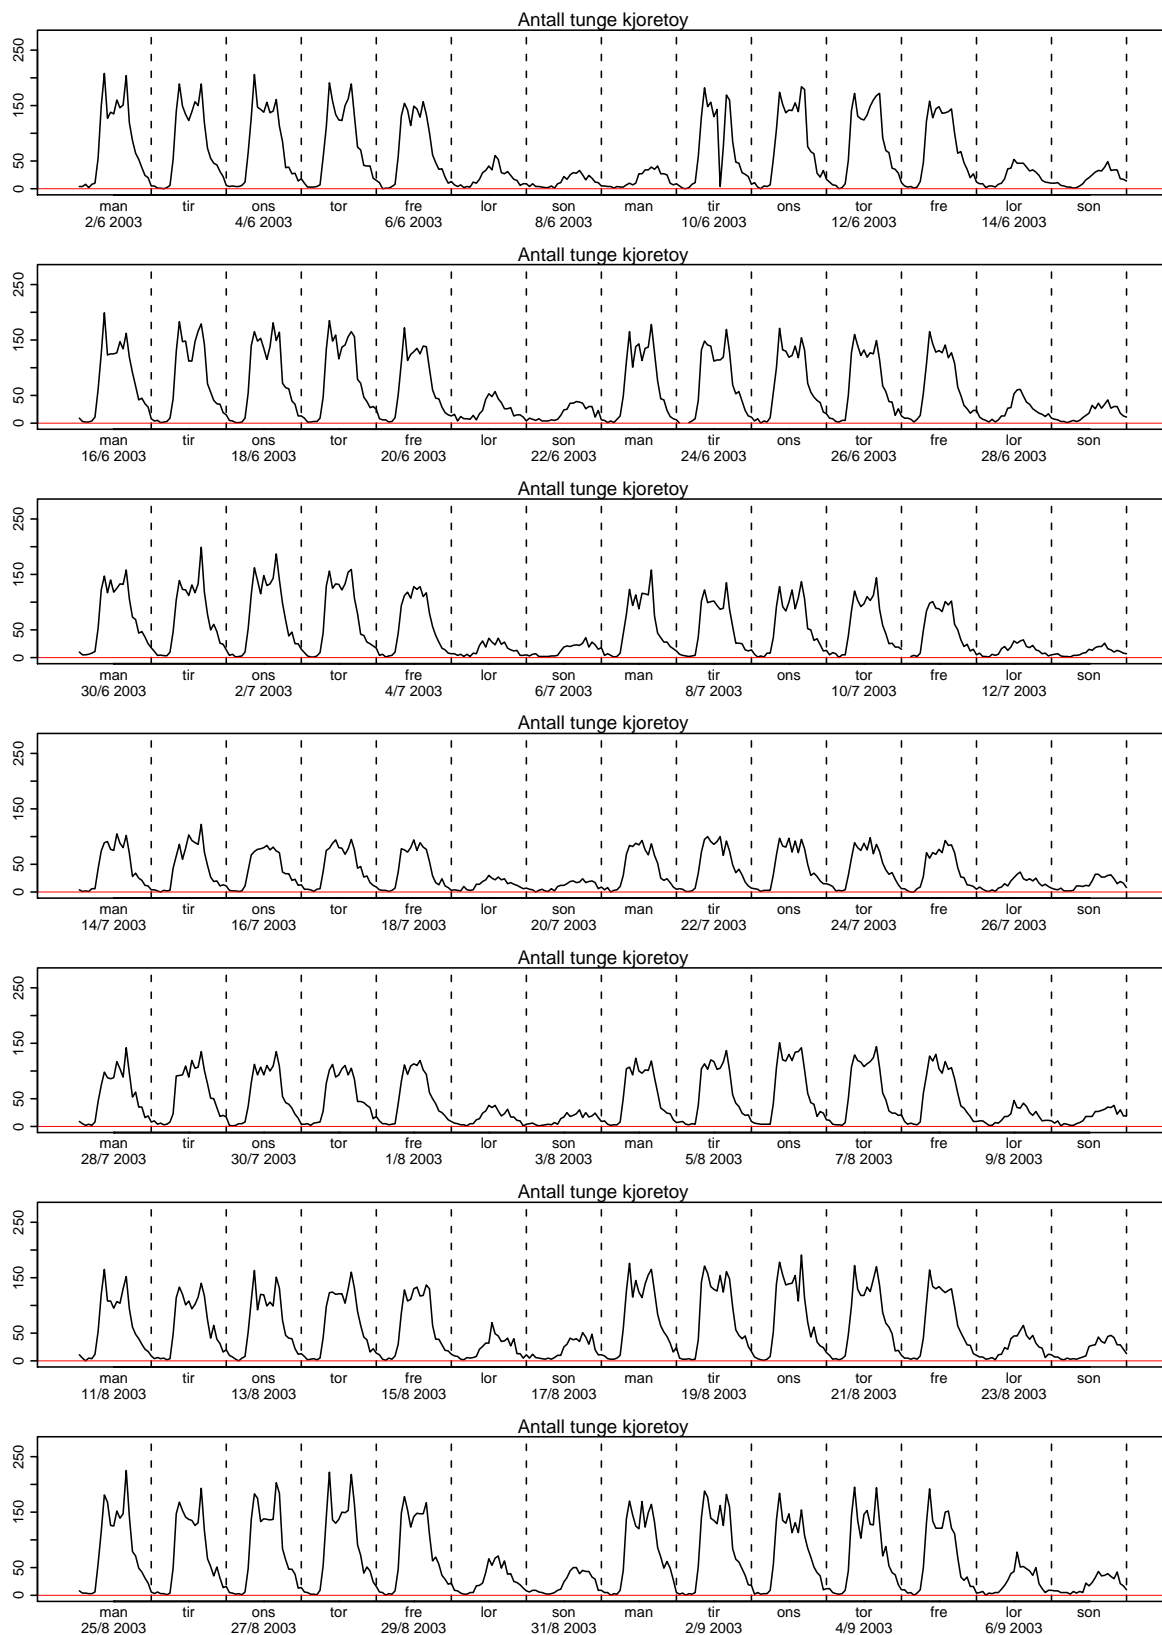 Antall tunge kjoretoy
250
150
50
0
man tir ons tor fre lor son man tir ons tor fre lor son
2/6 2003 4/6 2003 6/6 2003 8/6 2003 10/6 2003 12/6 2003 14/6 2003
Antall tunge kjoretoy
250
150
50
0
man tir ons tor fre lor son man tir ons tor fre lor son
16/6 2003 18/6 2003 20/6 2003 22/6 2003 24/6 2003 26/6 2003 28/6 2003
Antall tunge kjoretoy
250
150
50
0
man tir ons tor fre lor son man tir ons tor fre lor son
30/6 2003 2/7 2003 4/7 2003 6/7 2003 8/7 2003 10/7 2003 12/7 2003
Antall tunge kjoretoy
250
150
50
0
man tir ons tor fre lor son man tir ons tor fre lor son
14/7 2003 16/7 2003 18/7 2003 20/7 2003 22/7 2003 24/7 2003 26/7 2003
Antall tunge kjoretoy
250
150
50
0
man tir ons tor fre lor son man tir ons tor fre lor son
28/7 2003 30/7 2003 1/8 2003 3/8 2003 5/8 2003 7/8 2003 9/8 2003
Antall tunge kjoretoy
250
150
50
0
man tir ons tor fre lor son man tir ons tor fre lor son
11/8 2003 13/8 2003 15/8 2003 17/8 2003 19/8 2003 21/8 2003 23/8 2003
Antall tunge kjoretoy
250
150
50
0
man tir ons tor fre lor son man tir ons tor fre lor son
25/8 2003 27/8 2003 29/8 2003 31/8 2003 2/9 2003 4/9 2003 6/9 2003